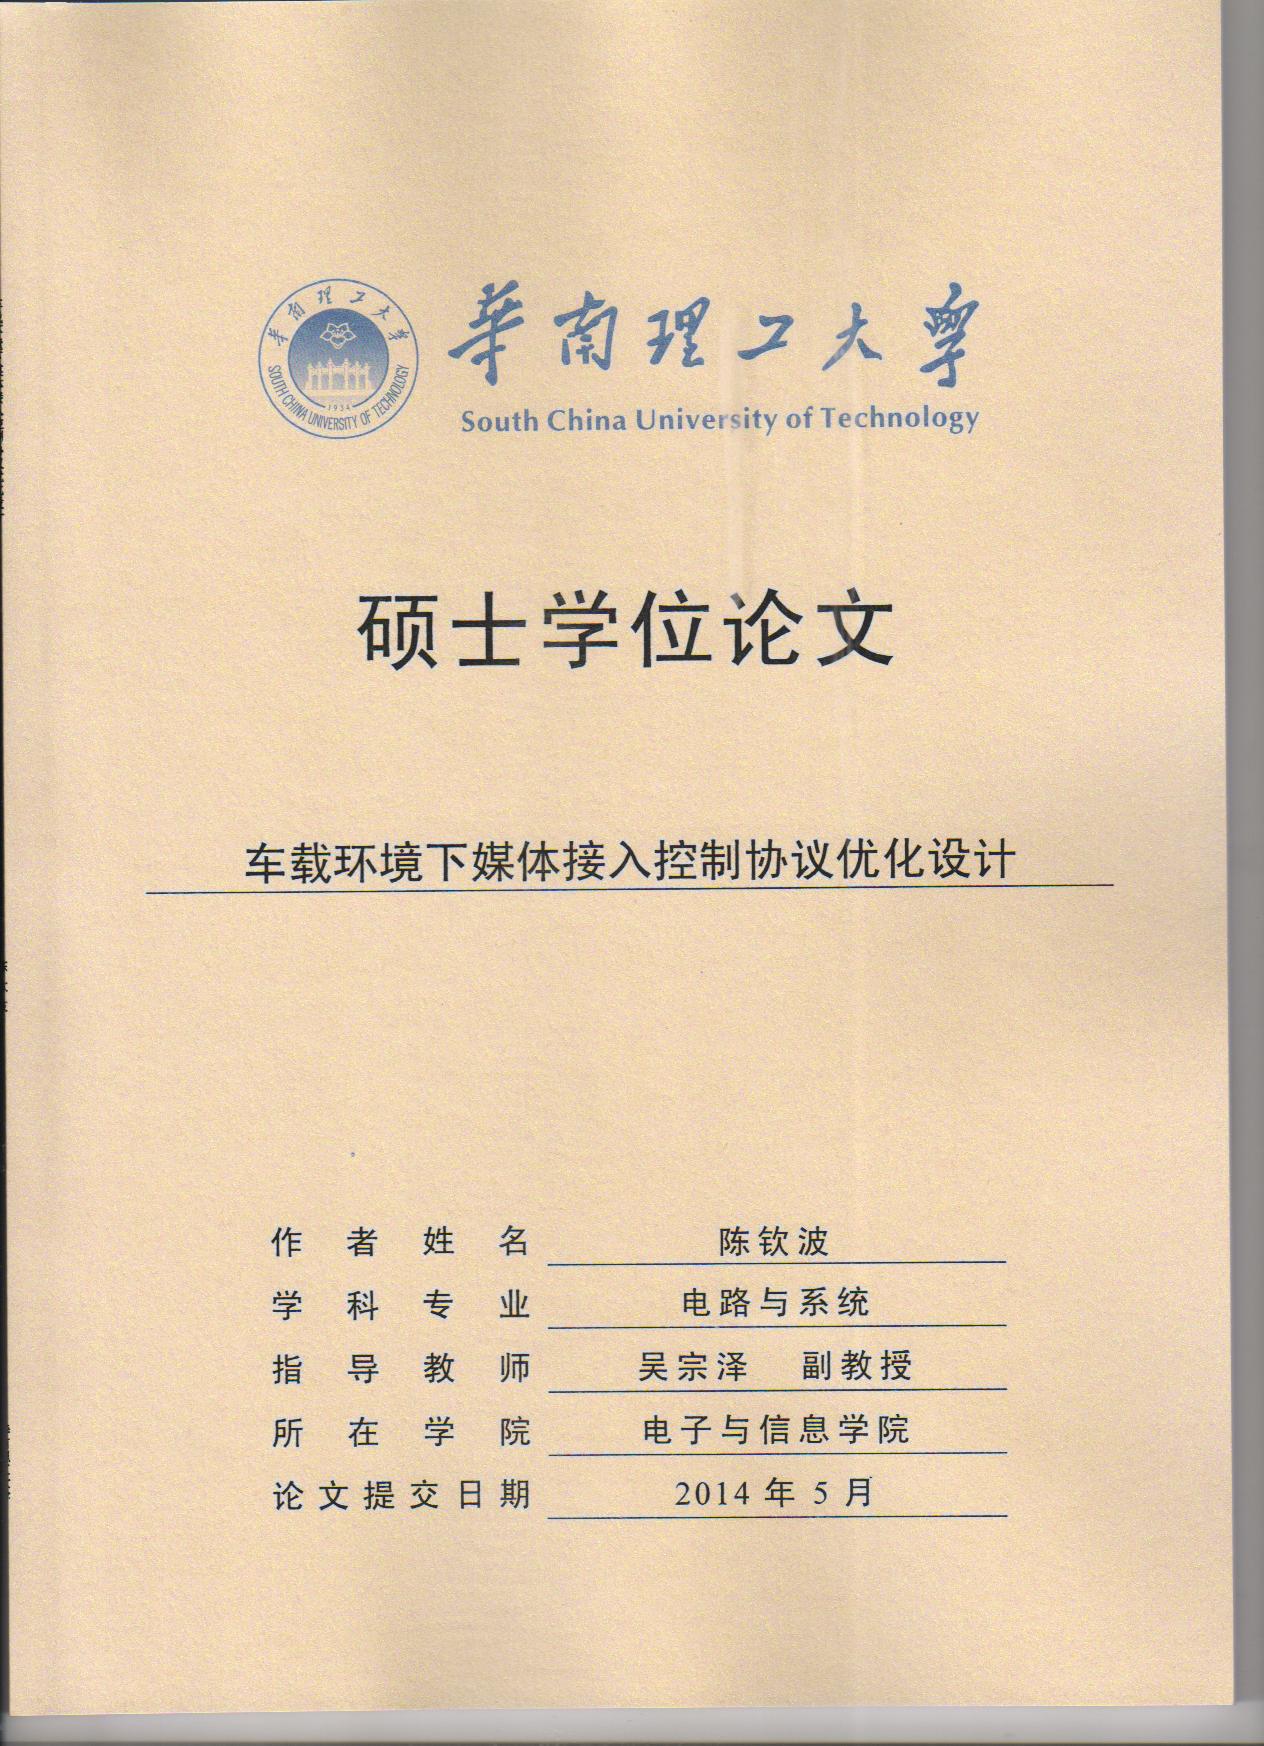 華南理工大學
SOUTH CHINA UNIVERSITY OF TECHNOLOGY
1934
華南理工大學
South China University of Technology
硕士学位论文
车载环境下媒体接入控制协议优化设计
作者姓名 陈钦波
学科专业 电路与系统
指导教师 吴宗泽 副教授
所在学院 电子与信息学院
论文提交日期 2014 年 5 月